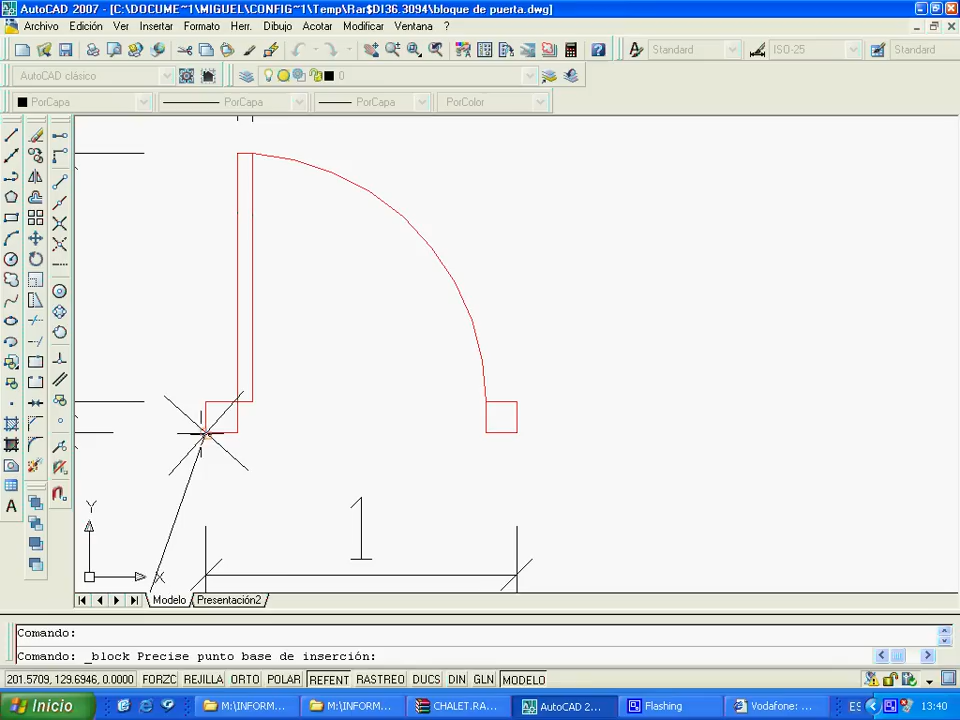 AutoCAD 2007 - [C:\DOCUME~1\MIGUEL\CONFIG~1\Temp\Rar$DI36.3094\bloque de puerta.dwg]
Archivo Edición Ver Insertar Formato Herr. Dibujo Acotar Modificar Ventana ?
Standard ISO-25 Standard
AutoCAD clásico 0
PorCapa PorCapa PorCapa PorColor
A
Y
X
1
Modelo Presentación2
Comando:
Comando: _block Precise punto base de inserción:
201.5709, 129.6946, 0.0000 FORZC REJILLA ORTO POLAR REFENT RASTREO DUCS DIN GLN MODELO
Inicio M:\INFORM... M:\INFORM... CHALET.RA... AutoCAD 2... Flashing Vodafone: ... ES 13:40